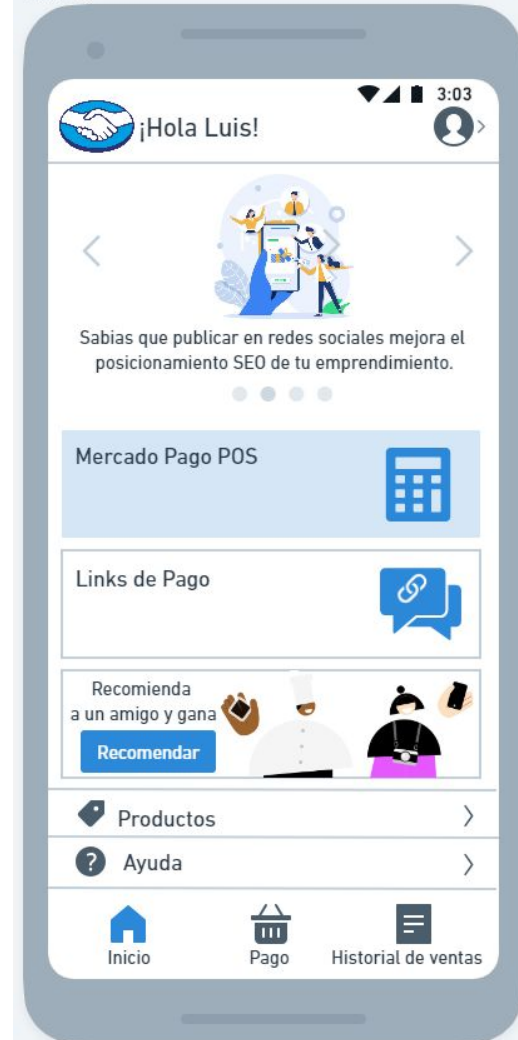 3:03
¡Hola Luis!
Sabias que publicar en redes sociales mejora el
posicionamiento SEO de tu emprendimiento.
Mercado Pago POS
Links de Pago
Recomienda
a un amigo y gana
Recomendar
Productos
Ayuda
Inicio
Pago
Historial de ventas